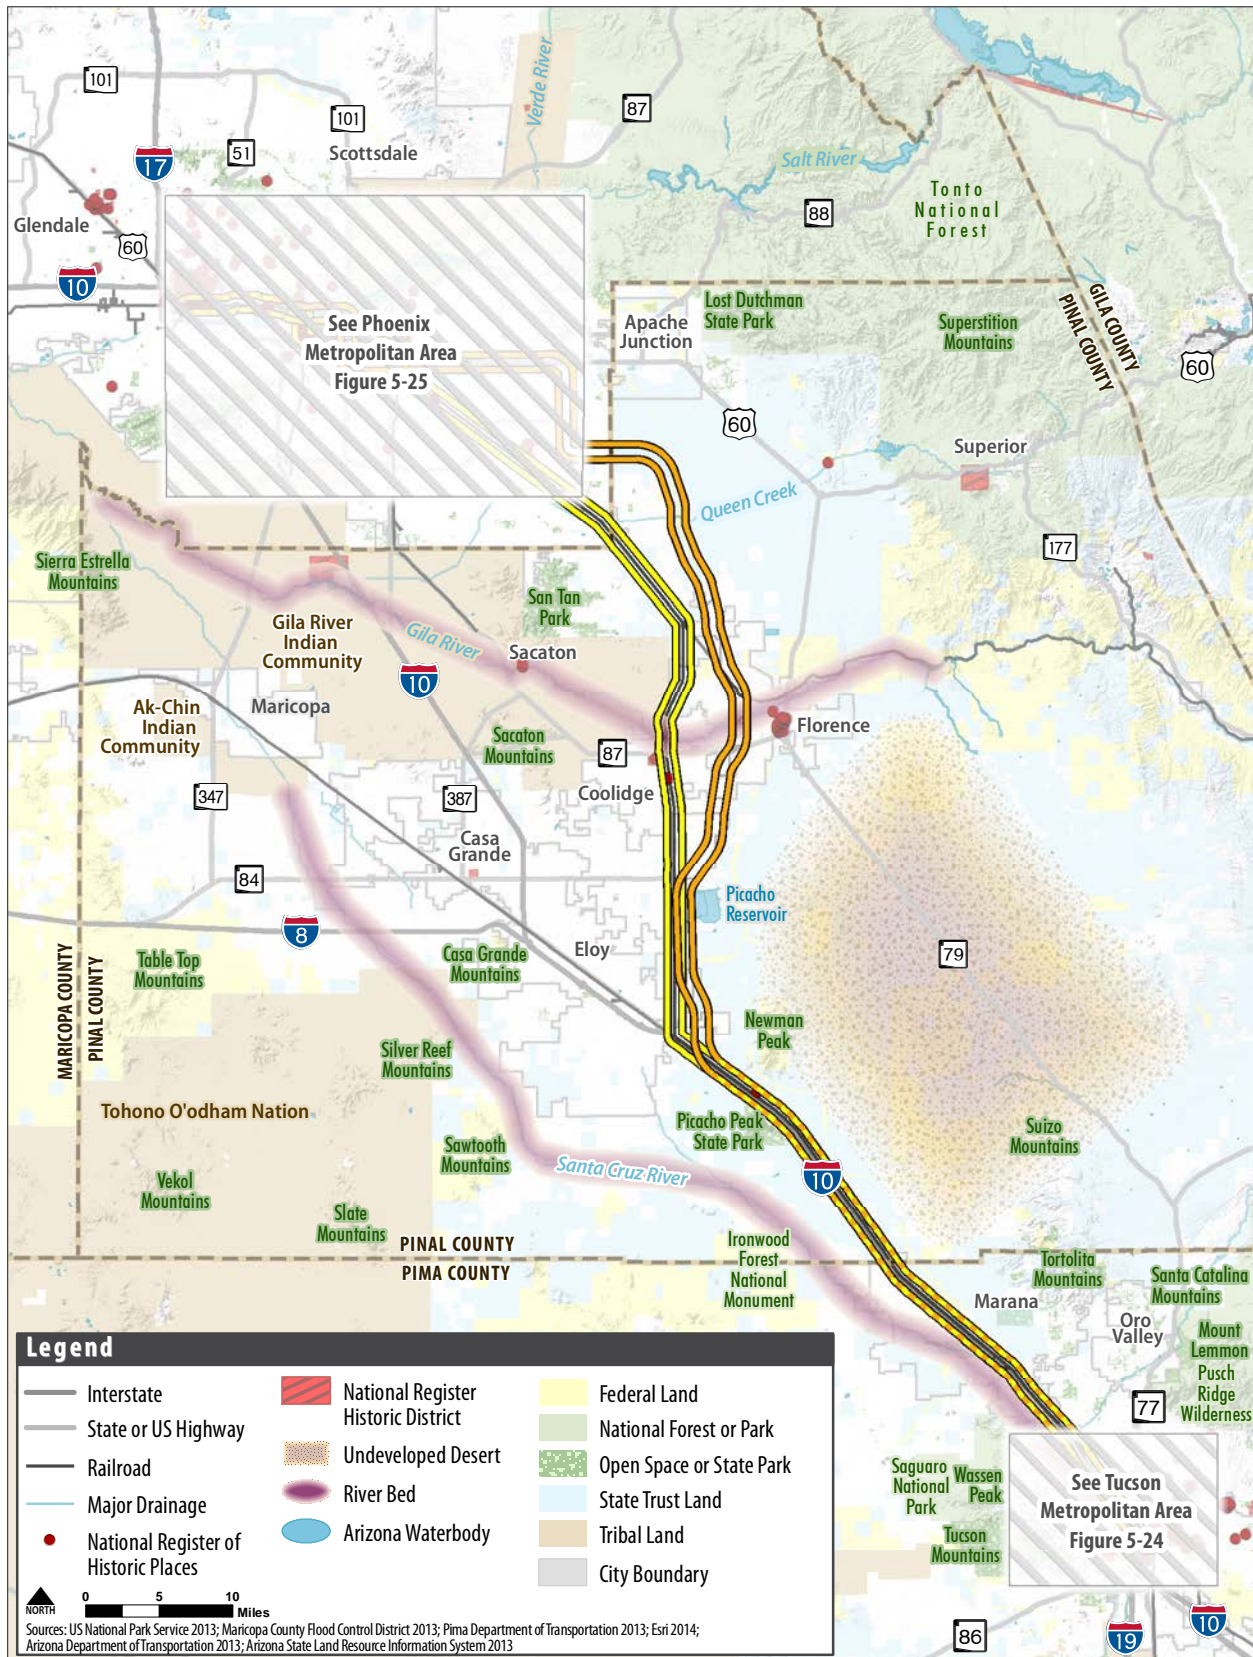 101
101
87
51
Scottsdale
Verde River
17
Salt River
Tonto
National
Forest
88
Glendale
60
10
GILA COUNTY
PINAL COUNTY
Lost Dutchman
State Park
Apache
Junction
Superstition
Mountains
See Phoenix
Metropolitan Area
Figure 5-25
60
60
Superior
Queen Creek
177
Sierra Estrella
Mountains
San Tan
Park
Gila River
Indian
Community
Gila River
Sacaton
10
Ak-Chin
Indian
Community
Maricopa
Sacaton
Mountains
87
Florence
347
387
Coolidge
Casa
Grande
84
Picacho
Reservoir
8
Eloy
79
Table Top
Mountains
Casa Grande
Mountains
MARICOPA COUNTY
PINAL COUNTY
Newman
Peak
Silver Reef
Mountains
Tohono O'odham Nation
Picacho Peak
State Park
Suizo
Mountains
Sawtooth
Mountains
Santa Cruz River
10
Vekol
Mountains
Slate
Mountains
PINAL COUNTY
PIMA COUNTY
Ironwood
Forest
National
Monument
Tortolita
Mountains
Santa Catalina
Mountains
Marana
Oro
Valley
Mount
Lemmon
Pusch
Ridge
Wilderness
77
Saguaro
National
Park
Wassen
Peak
Tucson
Mountains
See Tucson
Metropolitan Area
Figure 5-24
86
19
10
Legend
Interstate
State or US Highway
Railroad
Major Drainage
National Register of
Historic Places
National Register
Historic District
Undeveloped Desert
River Bed
Arizona Waterbody
Federal Land
National Forest or Park
Open Space or State Park
State Trust Land
Tribal Land
City Boundary
NORTH
0 5 10
Miles
Sources: US National Park Service 2013; Maricopa County Flood Control District 2013; Pima Department of Transportation 2013; Esri 2014;
Arizona Department of Transportation 2013; Arizona State Land Resource Information System 2013